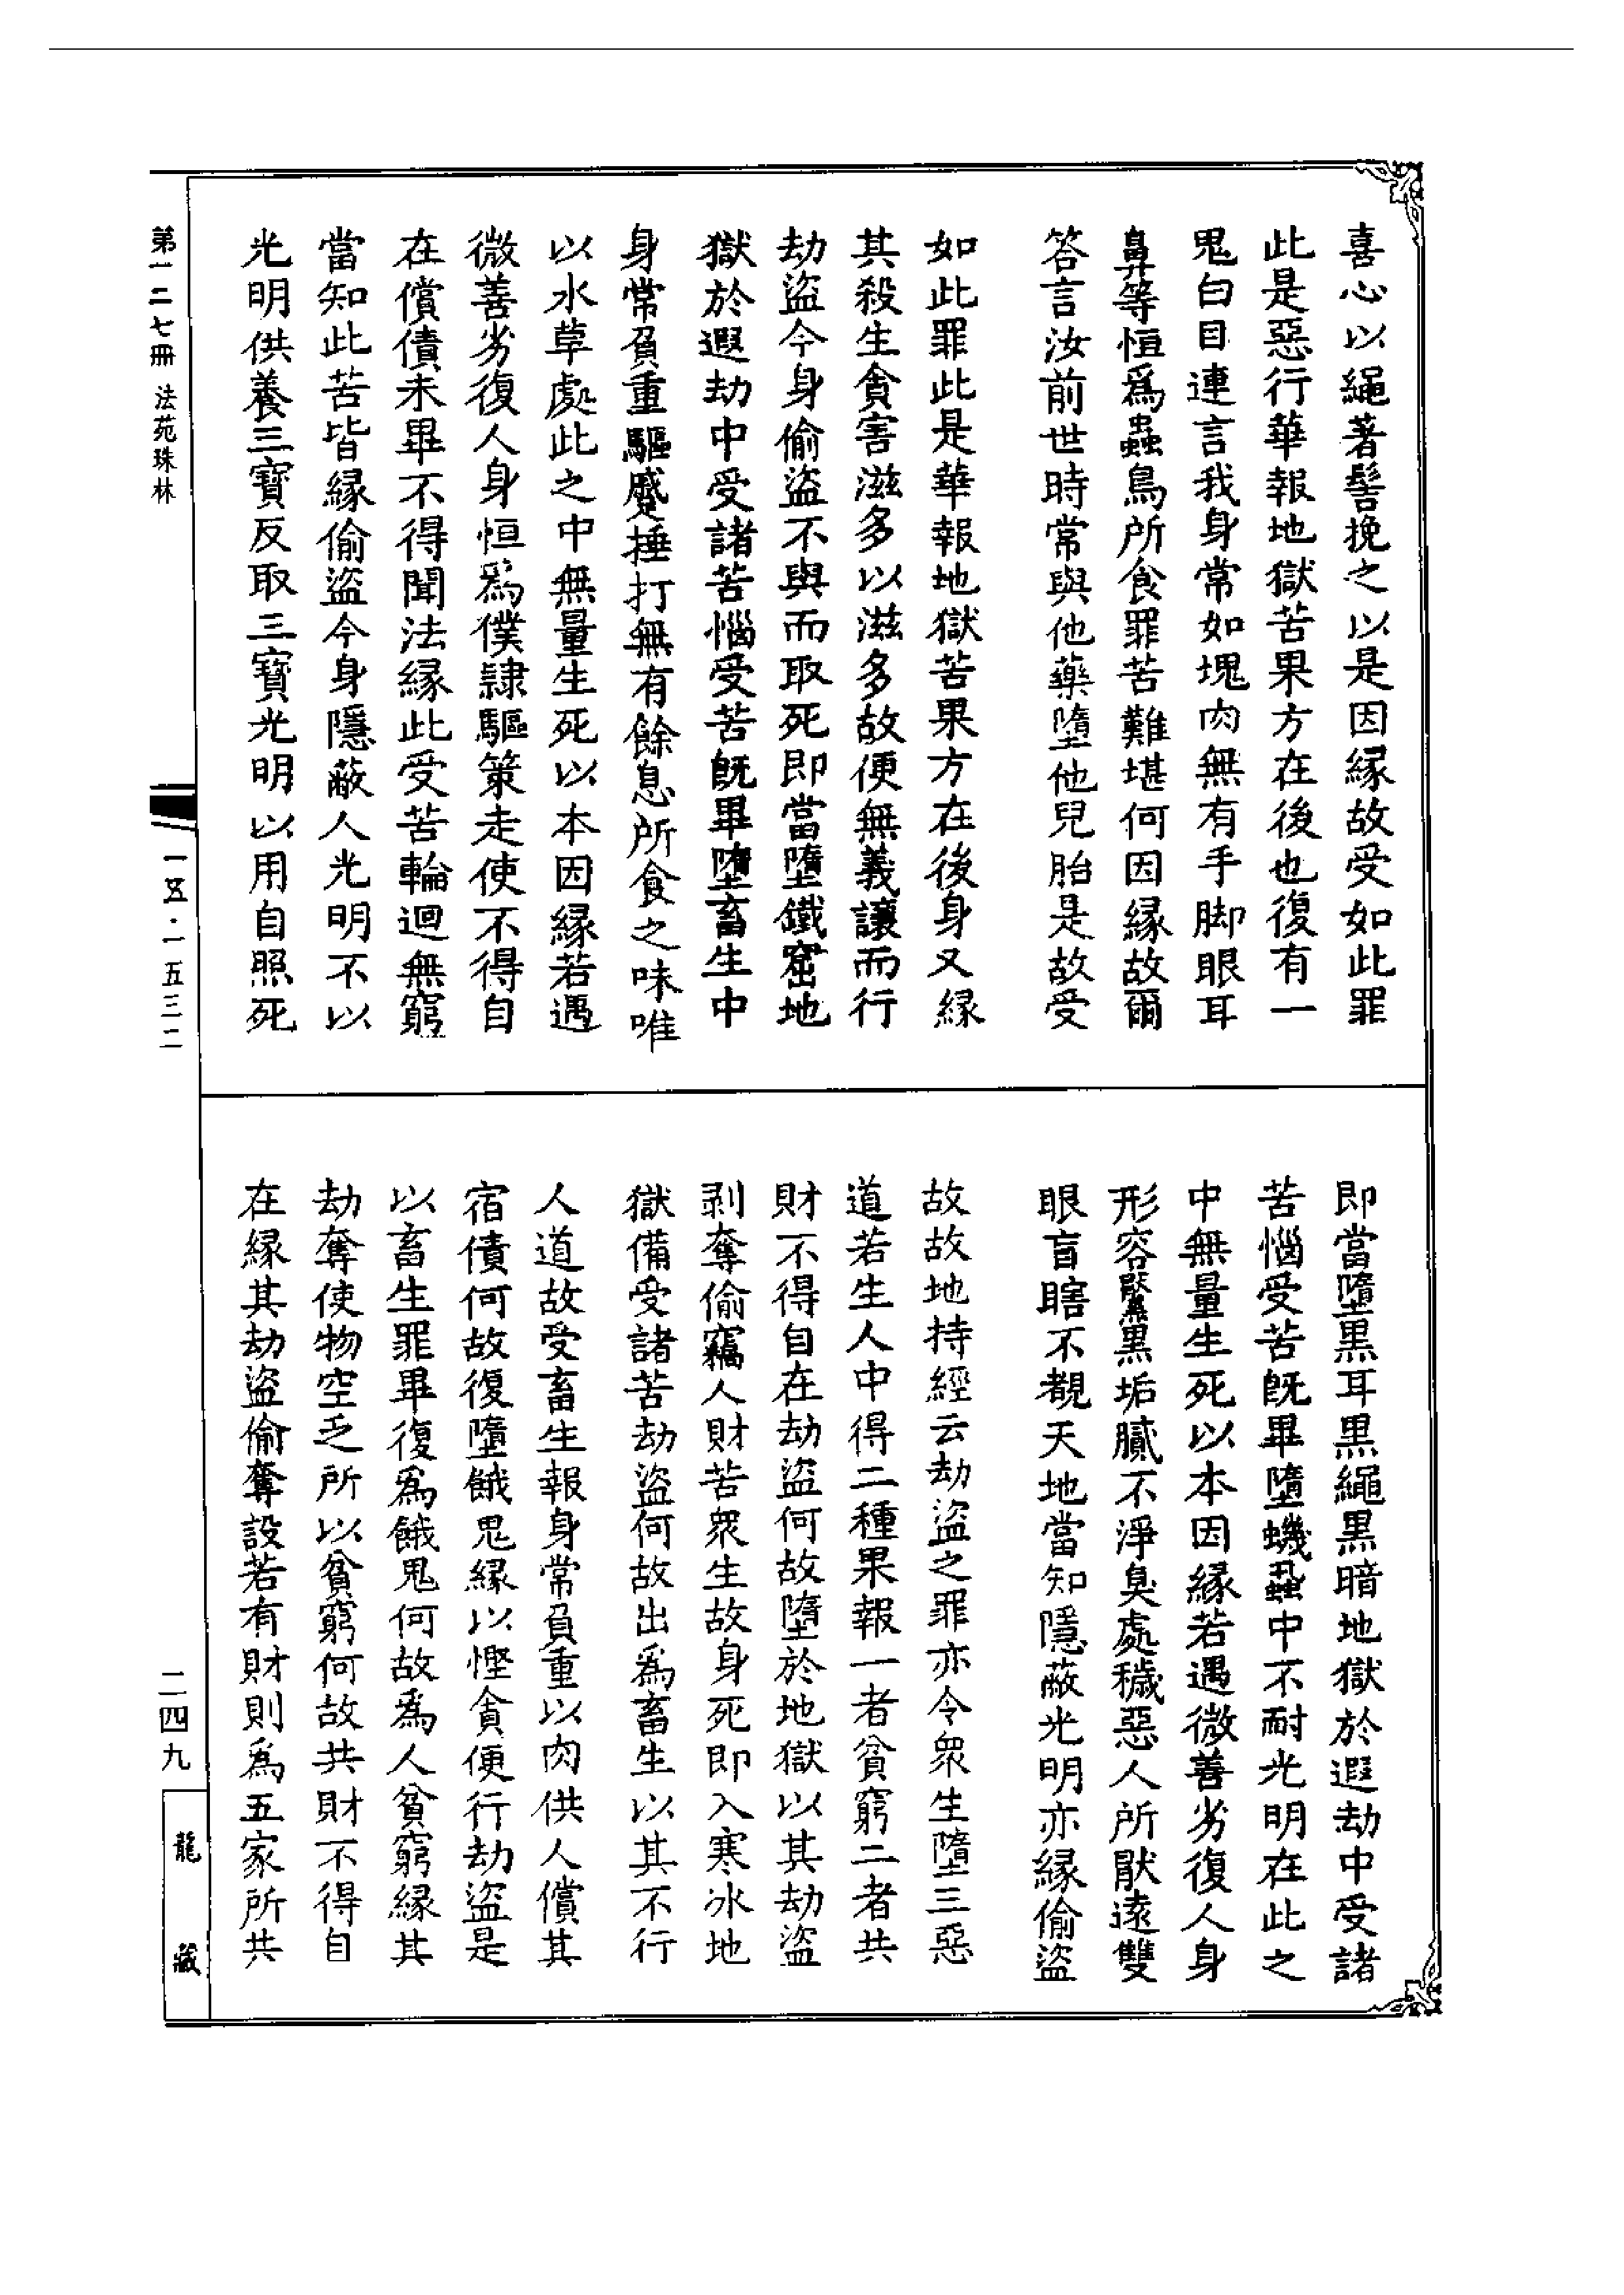 喜心以繩著髻挽之以是因縁故受如此罪
此是惡行華報地獄苦果方在後也復有一
鬼白目連言我身常如塊肉無有手脚眼耳
鼻等恒爲蟲鳥所食罪苦難堪何因縁故爾
答言汝前世時常與他藥墮他兒胎是故受
如此罪此是華報地獄苦果方在後身又縁
其殺生貪害滋多以滋多故便無義讓而行
劫盜今身偷盜不與而取死即當墮鐵窟地
獄於遐劫中受諸苦惱受苦旣畢墮畜生中
身常負重驅蹙捶打無有餘息所食之味唯
以水草處此之中無量生死以本因縁若遇
微善劣復人身恒爲僕隷驅策走使不得自
在償債未畢不得聞法縁此受苦輪迴無窮
當知此苦皆縁偷盜今身隱蔽人光明不以
光明供養三寶反取三寶光明以用自照死
即當墮黒耳黒繩黒暗地獄於遐劫中受諸
苦惱受苦旣畢墮蟣蝨中不耐光明在此之
中無量生死以本因縁若遇微善劣復人身
形容黶黒垢膩不淨臭處穢惡人所猒遠雙
眼盲瞎不覩天地當知隱蔽光明亦縁偷盜
故故地持經云劫盜之罪亦令衆生墮三惡
道若生人中得二種果報一者貧窮二者共
財不得自在劫盜何故墮於地獄以其劫盜
剥奪偷竊人財苦衆生故身死即入寒冰地
獄備受諸苦劫盜何故出爲畜生以其不行
人道故受畜生報身常負重以肉供人償其
宿債何故復墮餓鬼縁以慳貪便行劫盜是
以畜生罪畢復爲餓鬼何故爲人貧窮縁其
劫奪使物空乏所以貧窮何故共財不得自
在縁其劫盜偷奪設若有財則爲五家所共
第一二七冊 法苑珠林
一五五·一五三二
二四九
龍藏